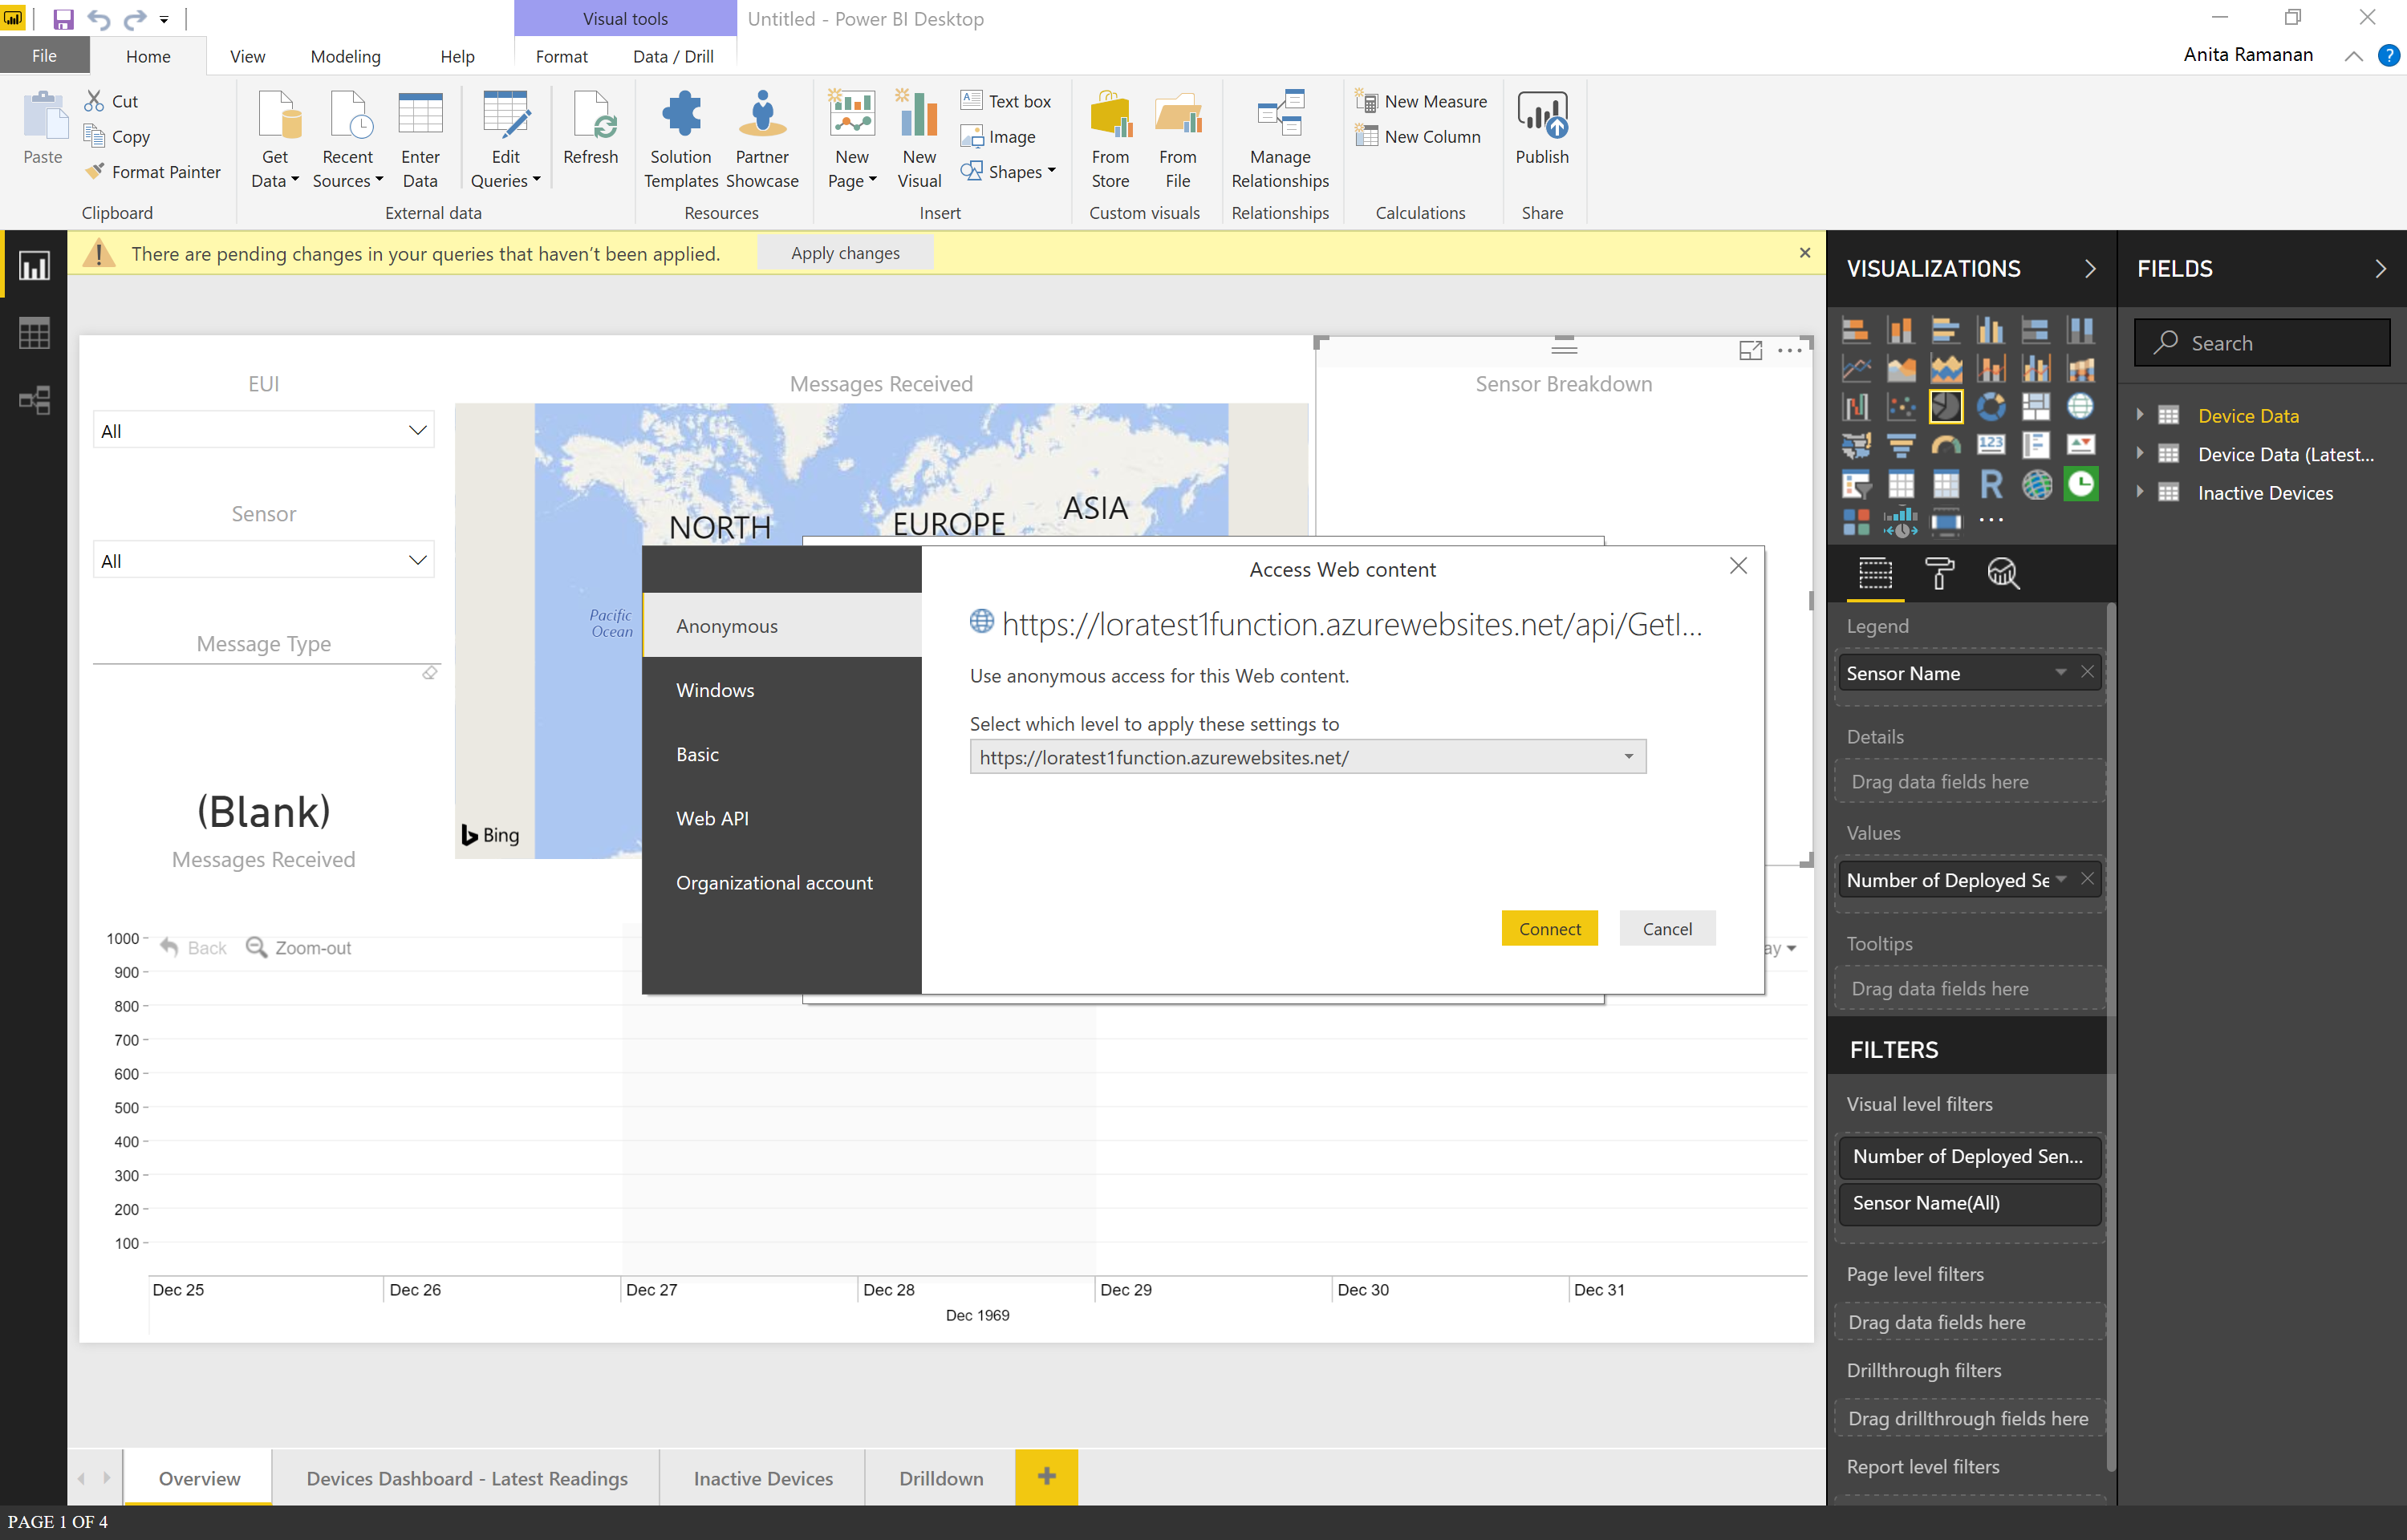 Visual tools
Untitled - Power BI Desktop
File
Home
View
Modeling
Help
Format
Data / Drill
Anita Ramanan
?
Paste
Cut
Copy
Format Painter
Clipboard
Get Data
Recent Sources
Enter Data
Edit Queries
Refresh
External data
Solution Templates
Partner Showcase
Resources
New Page
New Visual
Text box
Image
Shapes
Insert
From Store
From File
Custom visuals
Manage Relationships
Relationships
New Measure
New Column
Calculations
Publish
Share
There are pending changes in your queries that haven't been applied.
Apply changes
EUI
All
Sensor
All
Message Type
(Blank)
Messages Received
Messages Received
NORTH
EUROPE
ASIA
Pacific
Ocean
Bing
Sensor Breakdown
Access Web content
Anonymous
Windows
Basic
Web API
Organizational account
https://loratest1function.azurewebsites.net/api/GetI...
Use anonymous access for this Web content.
Select which level to apply these settings to
https://loratest1function.azurewebsites.net/
Connect
Cancel
Back
Zoom-out
ay
1000
900
800
700
600
500
400
300
200
100
Dec 25
Dec 26
Dec 27
Dec 28
Dec 29
Dec 30
Dec 31
Dec 1969
VISUALIZATIONS
123
R
Legend
Sensor Name
Details
Drag data fields here
Values
Number of Deployed Se
Tooltips
Drag data fields here
FILTERS
Visual level filters
Number of Deployed Sen...
Sensor Name(All)
Page level filters
Drag data fields here
Drillthrough filters
Drag drillthrough fields here
Report level filters
FIELDS
Search
Device Data
Device Data (Latest...
Inactive Devices
Overview
Devices Dashboard - Latest Readings
Inactive Devices
Drilldown
PAGE 1 OF 4